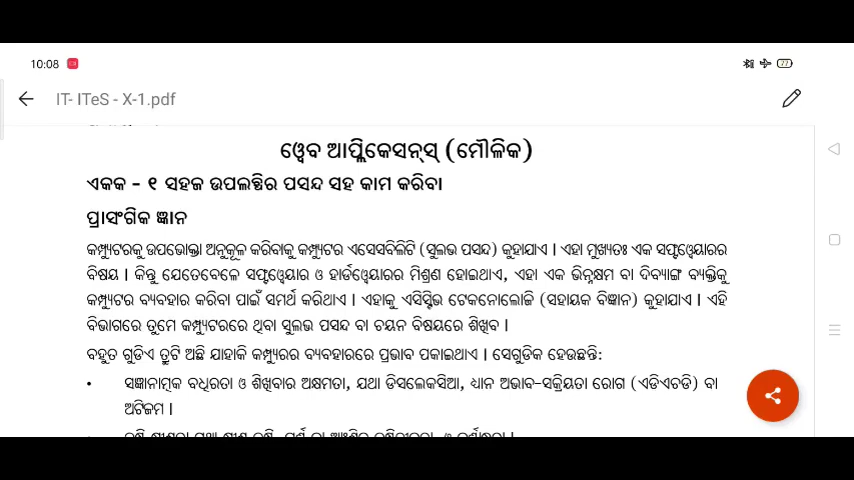 10:08
77
IT- ITeS - X-1.pdf
ୱେବ ଆପ୍ଲିକେସନ୍‌ସ୍ (ମୌଳିକ)
ଏକକ - ୧ ସହଜ ଉପଲବ୍ଧିର ପସନ୍ଦ ସହ କାମ କରିବା
ପ୍ରାସଂଗିକ ଜ୍ଞାନ
କମ୍ପ୍ୟୁଟରକୁ ଉପଭୋକ୍ତା ଅନୁକୂଳ କରିବାକୁ କମ୍ପ୍ୟୁଟର ଏସେସବିଲିଟି (ସୁଲଭ ପସନ୍ଦ) କୁହାଯାଏ । ଏହା ମୁଖ୍ୟତଃ ଏକ ସଫ୍ଟୱେୟାରର
ବିଷୟ । କିନ୍ତୁ ଯେତେବେଳେ ସଫ୍ଟୱେୟାର ଓ ହାର୍ଡୱେୟାରର ମିଶ୍ରଣ ହୋଇଥାଏ, ଏହା ଏକ ଭିନ୍ନକ୍ଷମ ବା ଦିବ୍ୟାଙ୍ଗ ବ୍ୟକ୍ତିକୁ
କମ୍ପ୍ୟୁଟର ବ୍ୟବହାର କରିବା ପାଇଁ ସମର୍ଥ କରିଥାଏ । ଏହାକୁ ଏସିସ୍ଟିଭ ଟେକନୋଲୋଜି (ସହାୟକ ବିଜ୍ଞାନ) କୁହାଯାଏ । ଏହି
ବିଭାଗରେ ତୁମେ କମ୍ପ୍ୟୁଟରରେ ଥିବା ସୁଲଭ ପସନ୍ଦ ବା ଚୟନ ବିଷୟରେ ଶିଖିବ ।
ବହୁତ ଗୁଡିଏ ତ୍ରୁଟି ଅଛି ଯାହାକି କମ୍ପ୍ୟୁରର ବ୍ୟବହାରରେ ପ୍ରଭାବ ପକାଇଥାଏ । ସେଗୁଡିକ ହେଉଛନ୍ତି:
• ସଜ୍ଞାନାତ୍ମକ ବଧିରତା ଓ ଶିଖିବାର ଅକ୍ଷମତା, ଯଥା ଡିସଲେକସିଆ, ଧ୍ୟାନ ଅଭାବ-ସକ୍ରିୟତା ରୋଗ (ଏଡିଏଚଡି) ବା
ଅଟିଜମ ।